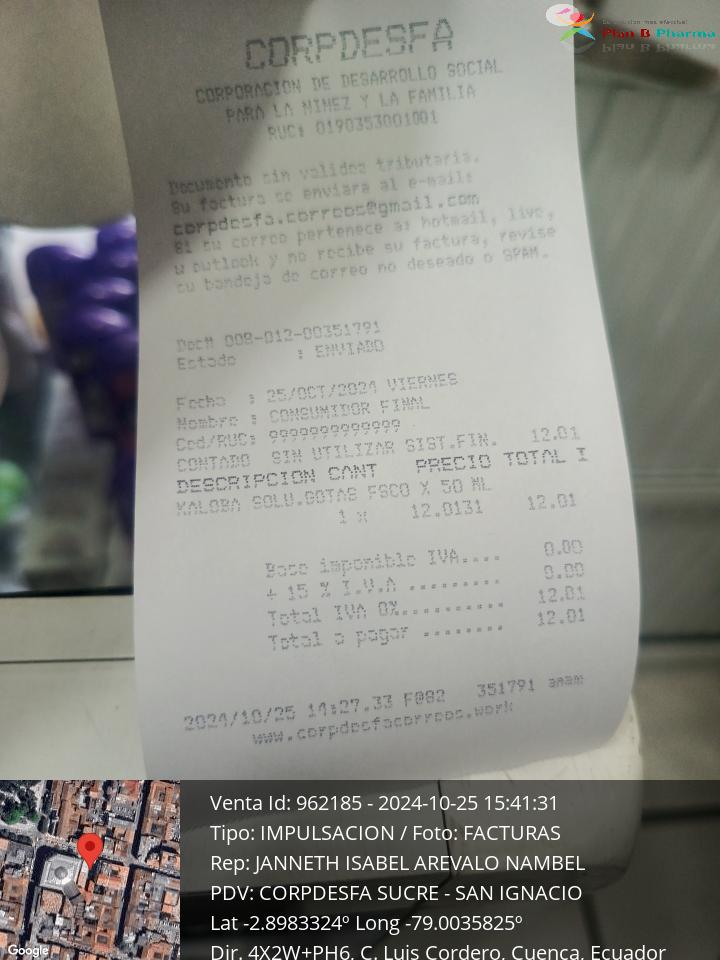 La solución más efectiva!
Plan B Pharma
CORPDESFA
CORPORACION DE DESARROLLO SOCIAL
PARA LA NINEZ Y LA FAMILIA
RUC: 0190353001001
Documento sin validez tributaria.
Su factura se enviara al e-mail:
corpdesfa.correos@gmail.com
Si su correo pertenece a: hotmail, live,
u outlook y no recibe su factura, revise
su bandeja de correo no deseado o SPAM.
Doc# 008-012-00351791
Estado : ENVIADO
Fecha : 25/OCT/2024 VIERNES
Nombre : CONSUMIDOR FINAL
Ced/RUC: 9999999999999
CONTADO SIN UTILIZAR SIST.FIN. 12.01
DESCRIPCION CANT PRECIO TOTAL I
KALOBA SOLU.GOTAS FSCO X 50 ML
1 x 12.0131 12.01
Base imponible IVA.... 0.00
+ 15 % I.V.A ......... 0.00
Total IVA 0%.......... 12.01
Total a pagar ........ 12.01
2024/10/25 14:27.33 F@82 351791 anam
www.corpdesfacorreos.work
Venta Id: 962185 - 2024-10-25 15:41:31
Tipo: IMPULSACION / Foto: FACTURAS
Rep: JANNETH ISABEL AREVALO NAMBEL
PDV: CORPDESFA SUCRE - SAN IGNACIO
Lat -2.8983324º Long -79.0035825º
Dir. 4X2W+PH6, C. Luis Cordero, Cuenca, Ecuador
Google